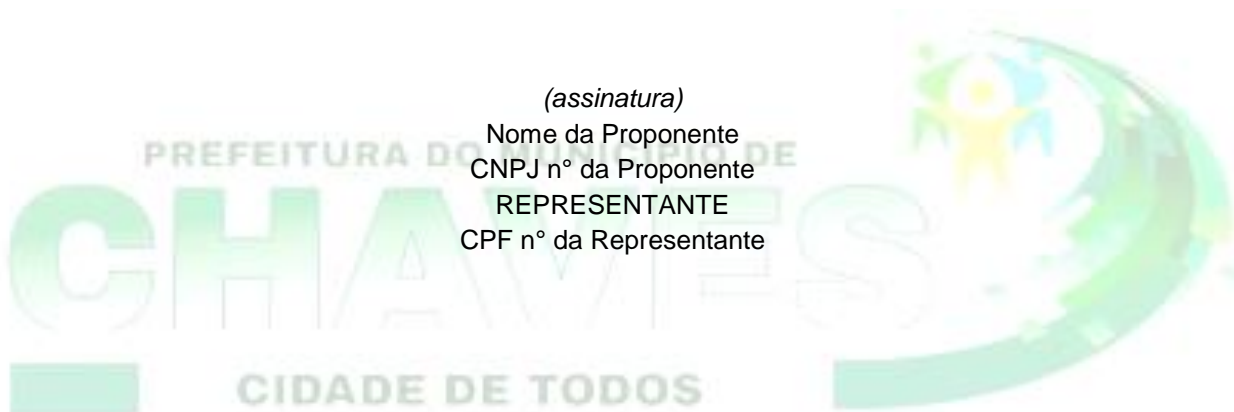 (assinatura)
Nome da Proponente
PREFEITURA DO MUNICÍPIO DE
CNPJ n° da Proponente
REPRESENTANTE
CHAVES
CPF n° da Representante
CIDADE DE TODOS